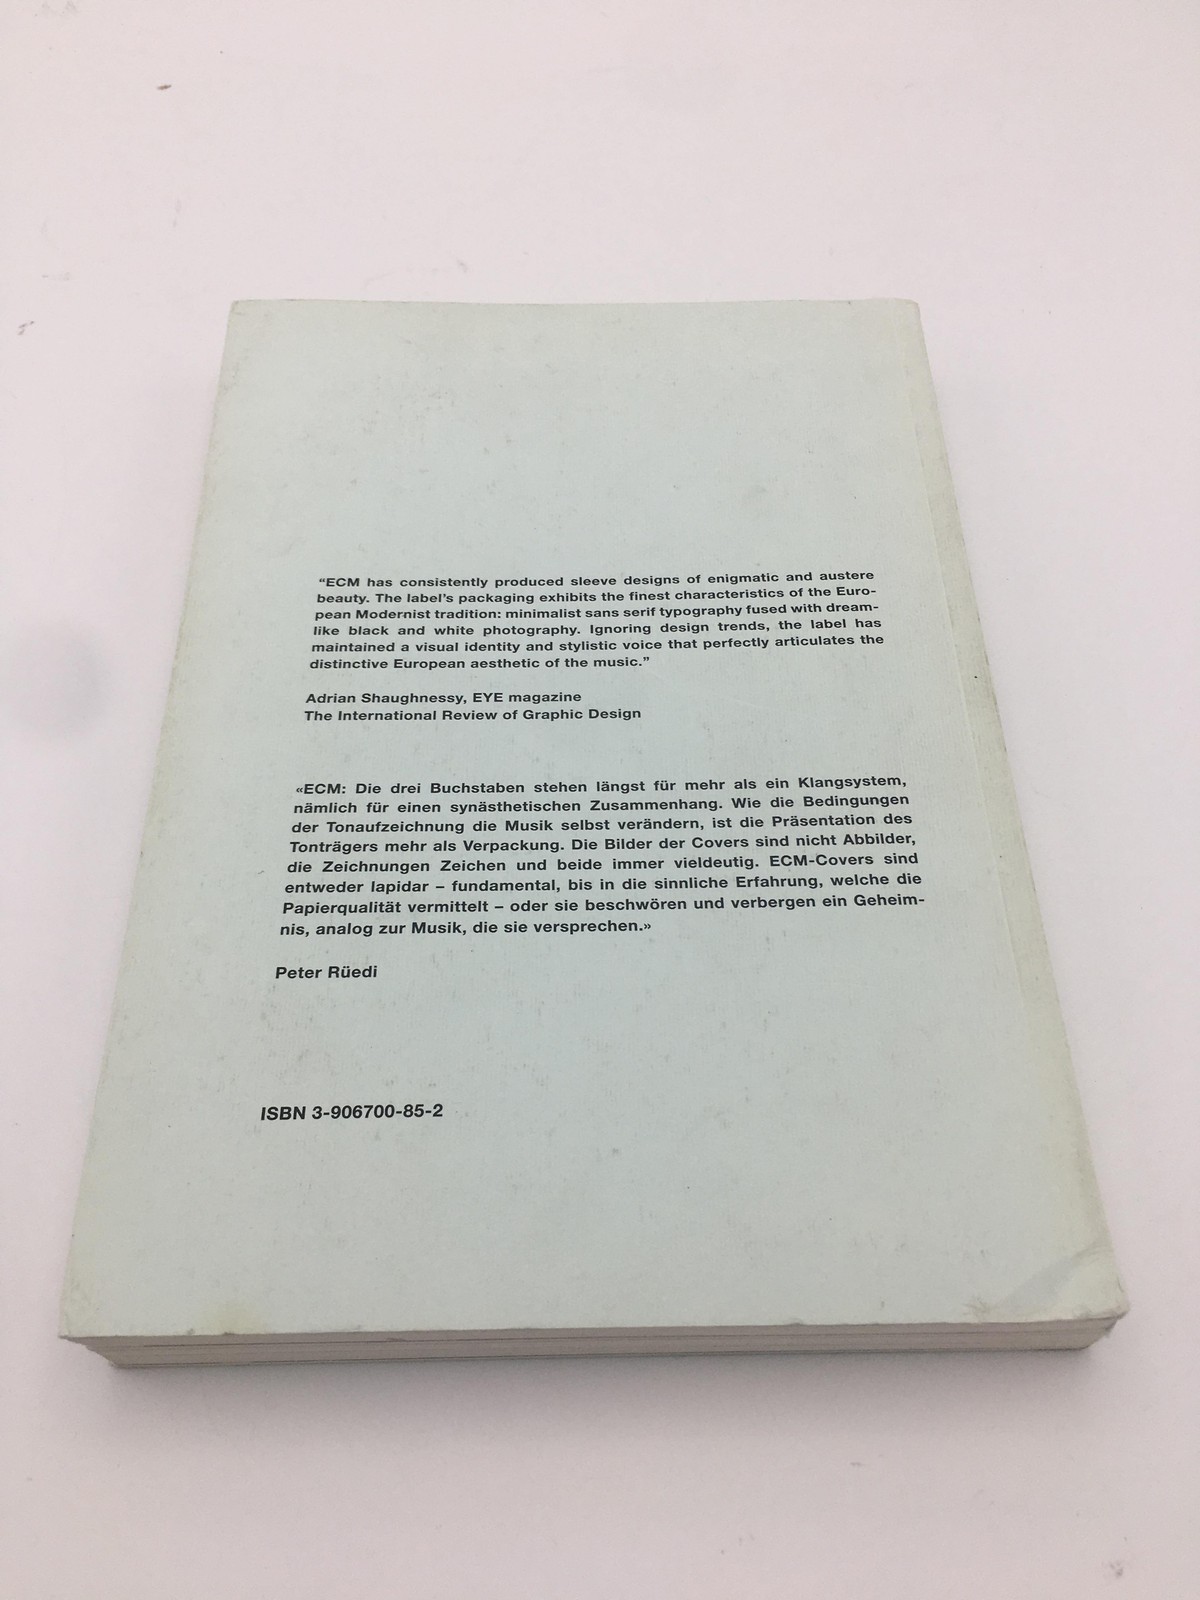 “ECM has consistently produced sleeve designs of enigmatic and austere
beauty. The label’s packaging exhibits the finest characteristics of the Euro-
pean Modernist tradition: minimalist sans serif typography fused with dream-
like black and white photography. Ignoring design trends, the label has
maintained a visual identity and stylistic voice that perfectly articulates the
distinctive European aesthetic of the music.”
Adrian Shaughnessy, EYE magazine
The International Review of Graphic Design
«ECM: Die drei Buchstaben stehen längst für mehr als ein Klangsystem,
nämlich für einen synästhetischen Zusammenhang. Wie die Bedingungen
der Tonaufzeichnung die Musik selbst verändern, ist die Präsentation des
Tonträgers mehr als Verpackung. Die Bilder der Covers sind nicht Abbilder,
die Zeichnungen Zeichen und beide immer vieldeutig. ECM-Covers sind
entweder lapidar – fundamental, bis in die sinnliche Erfahrung, welche die
Papierqualität vermittelt – oder sie beschwören und verbergen ein Geheim-
nis, analog zur Musik, die sie versprechen.»
Peter Rüedi
ISBN 3-906700-85-2